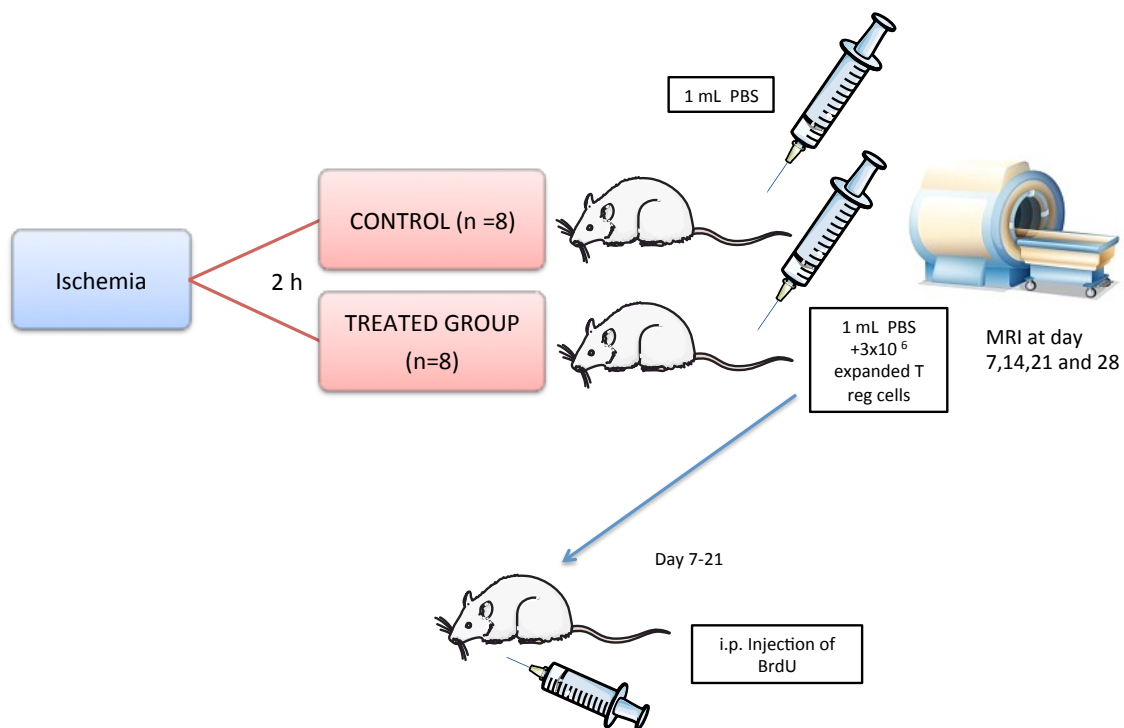 1 mL PBS
CONTROL (n =8)
Ischemia
2 h
TREATED GROUP
(n=8)
1 mL PBS
+3x10 ⁶
expanded T
reg cells
MRI at day
7,14,21 and 28
Day 7-21
i.p. Injection of
BrdU